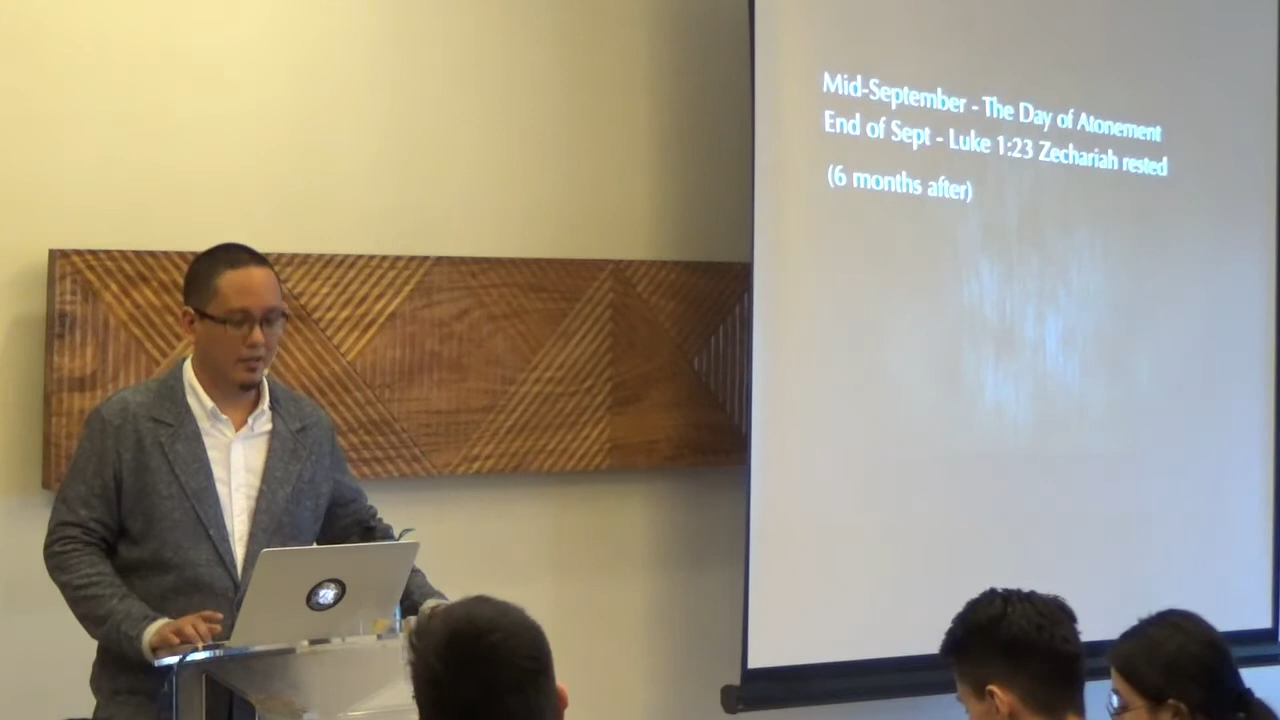 Mid-September - The Day of Atonement
End of Sept - Luke 1:23 Zechariah rested
(6 months after)